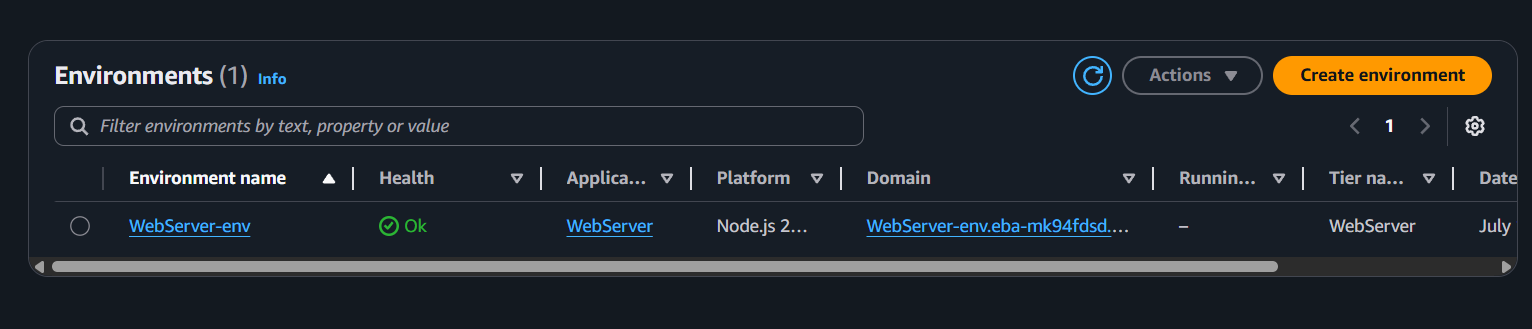 Environments (1) Info
Actions
Create environment
Filter environments by text, property or value
1
Environment name Health Applica... Platform Domain Runnin... Tier na... Date
WebServer-env Ok WebServer Node.js 2... WebServer-env.eba-mk94fdsd.... – WebServer July